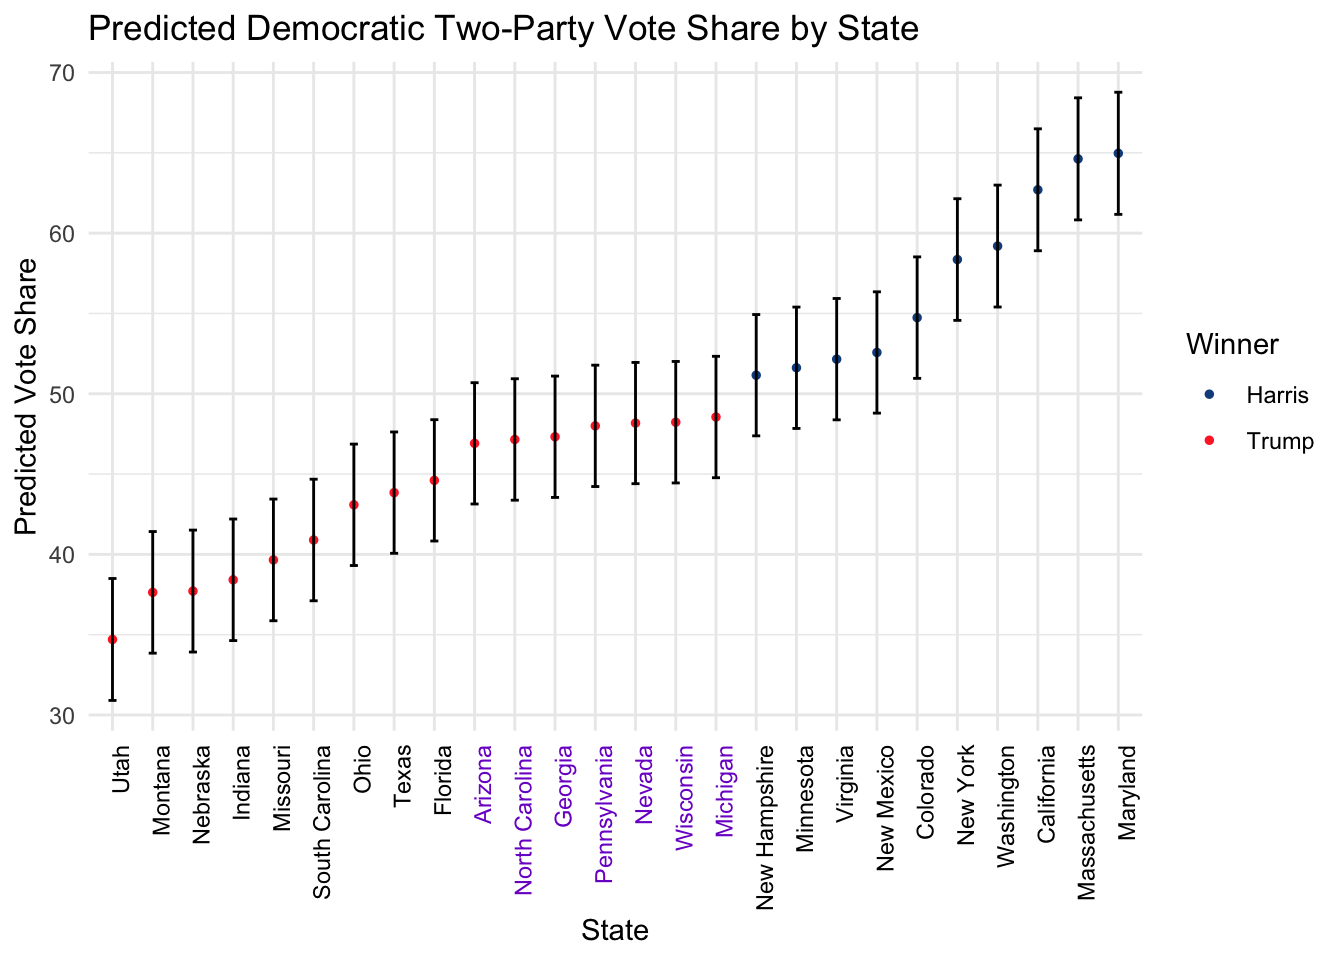 Predicted Democratic Two-Party Vote Share by State
70
60
50
40
30
Predicted Vote Share
Utah
Montana
Nebraska
Indiana
Missouri
South Carolina
Ohio
Texas
Florida
Arizona
North Carolina
Georgia
Pennsylvania
Nevada
Wisconsin
Michigan
New Hampshire
Minnesota
Virginia
New Mexico
Colorado
New York
Washington
California
Massachusetts
Maryland
State
Winner
Harris
Trump